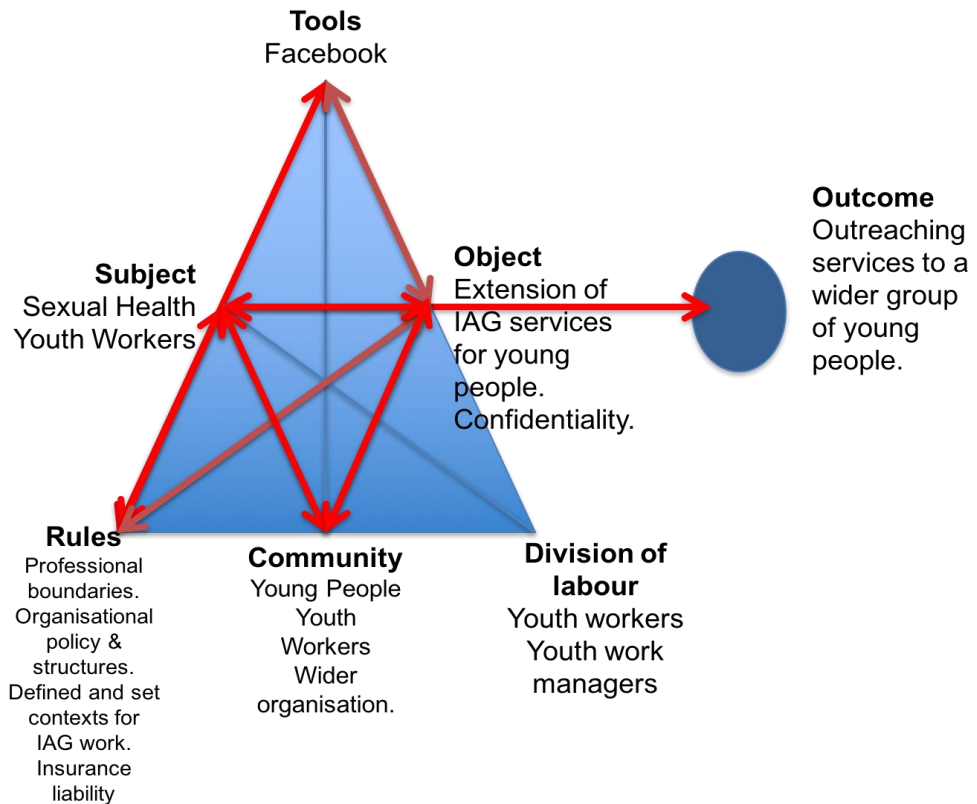 Tools
Facebook
Subject
Sexual Health
Youth Workers
Object
Extension of
IAG services
for young
people.
Confidentiality.
Outcome
Outreaching
services to a
wider group
of young
people.
Rules
Professional
boundaries.
Organisational
policy &
structures.
Defined and set
contexts for
IAG work.
Insurance
liability
Community
Young People
Youth
Workers
Wider
organisation.
Division of
labour
Youth workers
Youth work
managers